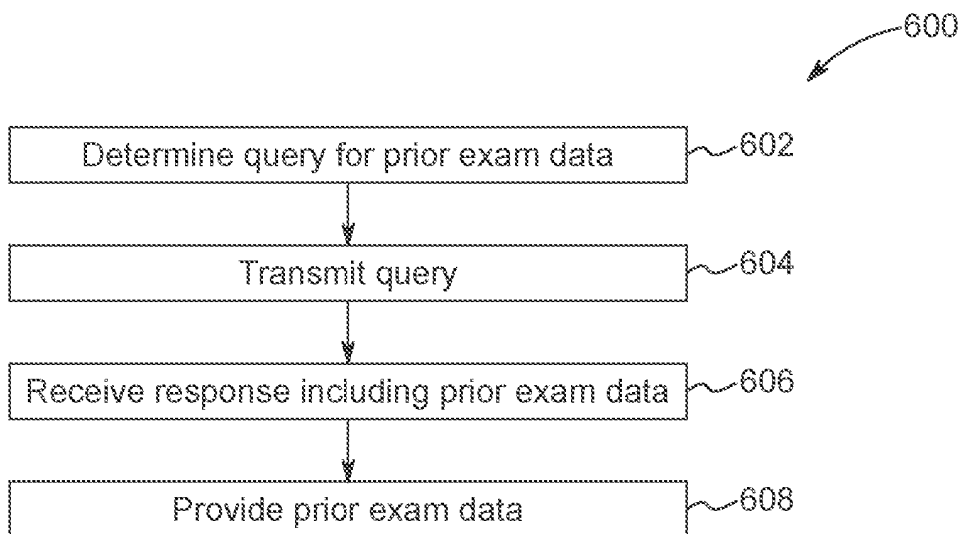 600
Determine query for prior exam data 602
Transmit query 604
Receive response including prior exam data 606
Provide prior exam data 608